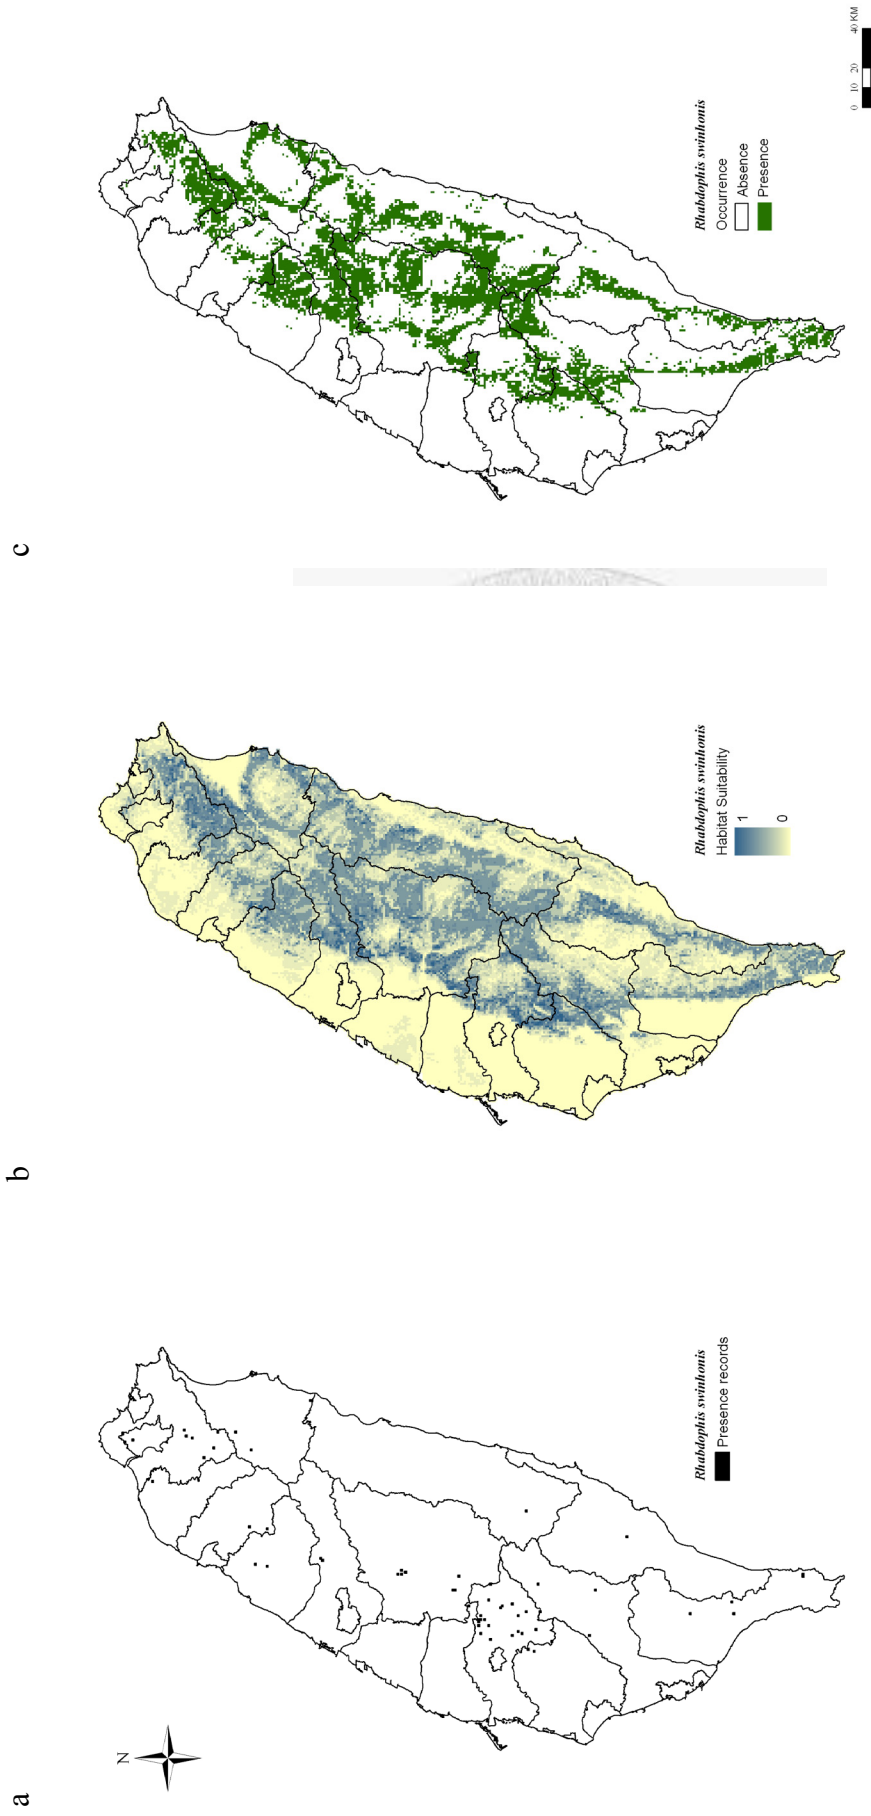 a
N
Rhabdophis swinhonis
Presence records
b
Rhabdophis swinhonis
Habitat Suitability
1
0
c
Rhabdophis swinhonis
Occurrence
Absence
Presence
0 10 20 40 KM